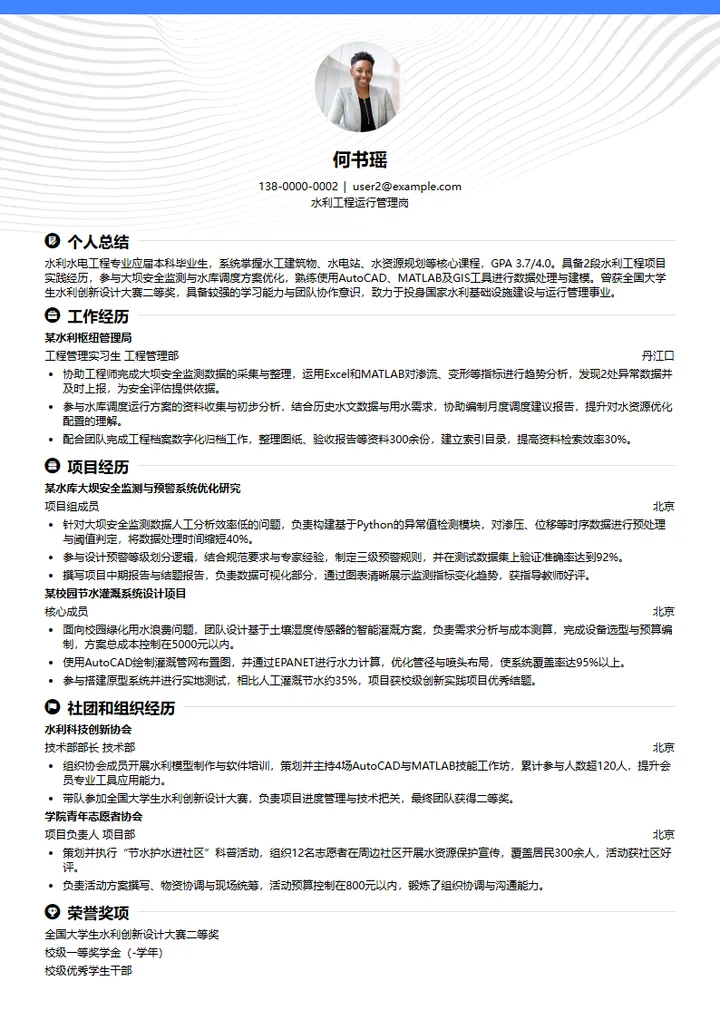 何书瑶
138-0000-0002 | user2@example.com
水利工程运行管理岗
个人总结
水利水电工程专业应届本科毕业生，系统掌握水工建筑物、水电站、水资源规划等核心课程，GPA 3.7/4.0。具备2段水利工程项目
实践经历，参与大坝安全监测与水库调度方案优化，熟练使用AutoCAD、MATLAB及GIS工具进行数据处理与建模。曾获全国大学
生水利创新设计大赛二等奖，具备较强的学习能力与团队协作意识，致力于投身国家水利基础设施建设与运行管理事业。
工作经历
某水利枢纽管理局
工程管理实习生 工程管理部 丹江口
• 协助工程师完成大坝安全监测数据的采集与整理，运用Excel和MATLAB对渗流、变形等指标进行趋势分析，发现2处异常数据并
及时上报，为安全评估提供依据。
• 参与水库调度运行方案的资料收集与初步分析，结合历史水文数据与用水需求，协助编制月度调度建议报告，提升对水资源优化
配置的理解。
• 配合团队完成工程档案数字化归档工作，整理图纸、验收报告等资料300余份，建立索引目录，提高资料检索效率30%。
项目经历
某水库大坝安全监测与预警系统优化研究
项目组成员 北京
• 针对大坝安全监测数据人工分析效率低的问题，负责构建基于Python的异常值检测模块，对渗压、位移等时序数据进行预处理
与阈值判定，将数据处理时间缩短40%。
• 参与设计预警等级划分逻辑，结合规范要求与专家经验，制定三级预警规则，并在测试数据集上验证准确率达到92%。
• 撰写项目中期报告与结题报告，负责数据可视化部分，通过图表清晰展示监测指标变化趋势，获指导教师好评。
某校园节水灌溉系统设计项目
核心成员 北京
• 面向校园绿化用水浪费问题，团队设计基于土壤湿度传感器的智能灌溉方案，负责需求分析与成本测算，完成设备选型与预算编
制，方案总成本控制在5000元以内。
• 使用AutoCAD绘制灌溉管网布置图，并通过EPANET进行水力计算，优化管径与喷头布局，使系统覆盖率达95%以上。
• 参与搭建原型系统并进行实地测试，相比人工灌溉节水约35%，项目获校级创新实践项目优秀结题。
社团和组织经历
水利科技创新协会
技术部部长 技术部 北京
• 组织协会成员开展水利模型制作与软件培训，策划并主持4场AutoCAD与MATLAB技能工作坊，累计参与人数超120人，提升会
员专业工具应用能力。
• 带队参加全国大学生水利创新设计大赛，负责项目进度管理与技术把关，最终团队获得二等奖。
学院青年志愿者协会
项目负责人 项目部 北京
• 策划并执行“节水护水进社区”科普活动，组织12名志愿者在周边社区开展水资源保护宣传，覆盖居民300余人，活动获社区好
评。
• 负责活动方案撰写、物资协调与现场统筹，活动预算控制在800元以内，锻炼了组织协调与沟通能力。
荣誉奖项
全国大学生水利创新设计大赛二等奖
校级一等奖学金（-学年）
校级优秀学生干部